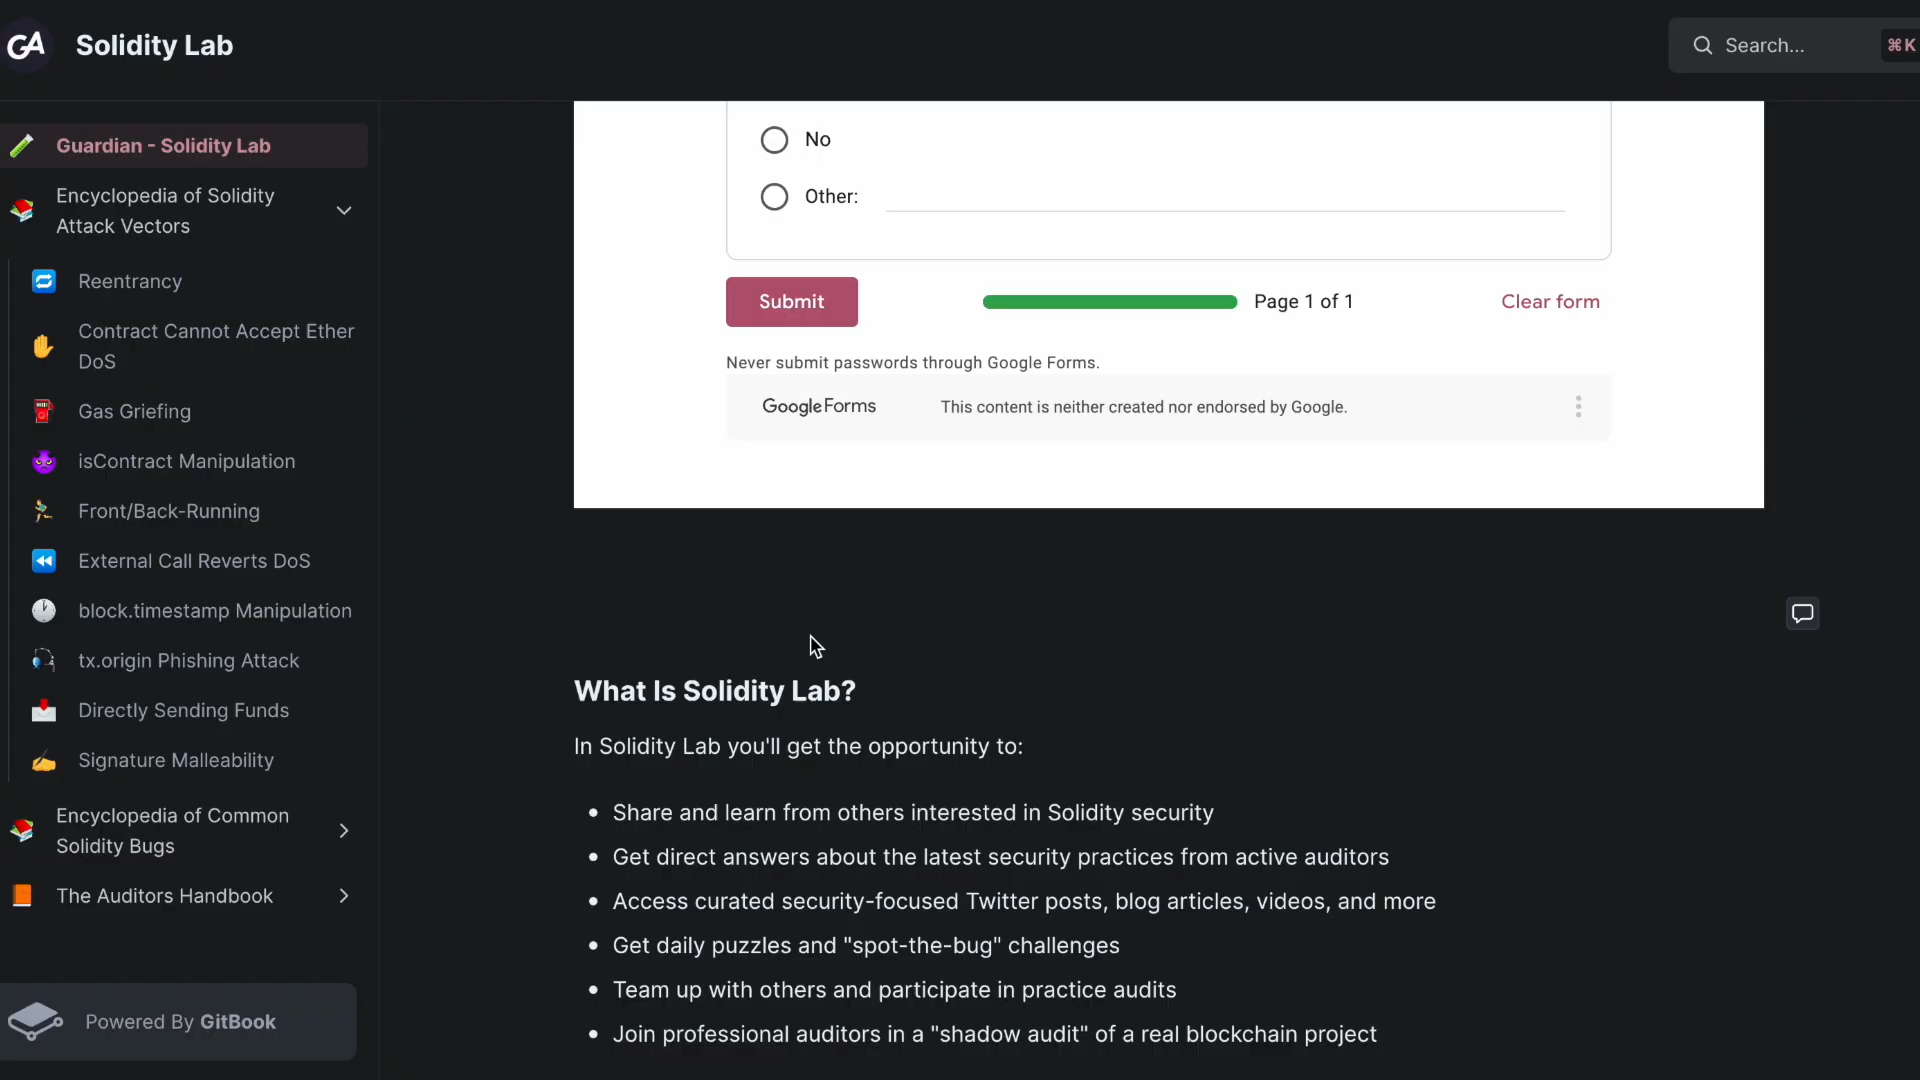 GA Solidity Lab
Search...
⌘K
Guardian - Solidity Lab
Encyclopedia of Solidity
Attack Vectors
Reentrancy
Contract Cannot Accept Ether
DoS
Gas Griefing
isContract Manipulation
Front/Back-Running
External Call Reverts DoS
block.timestamp Manipulation
tx.origin Phishing Attack
Directly Sending Funds
Signature Malleability
Encyclopedia of Common
Solidity Bugs
The Auditors Handbook
Powered By GitBook
No
Other:
Submit
Page 1 of 1
Clear form
Never submit passwords through Google Forms.
Google Forms
This content is neither created nor endorsed by Google.
What Is Solidity Lab?
In Solidity Lab you'll get the opportunity to:
• Share and learn from others interested in Solidity security
• Get direct answers about the latest security practices from active auditors
• Access curated security-focused Twitter posts, blog articles, videos, and more
• Get daily puzzles and "spot-the-bug" challenges
• Team up with others and participate in practice audits
• Join professional auditors in a "shadow audit" of a real blockchain project